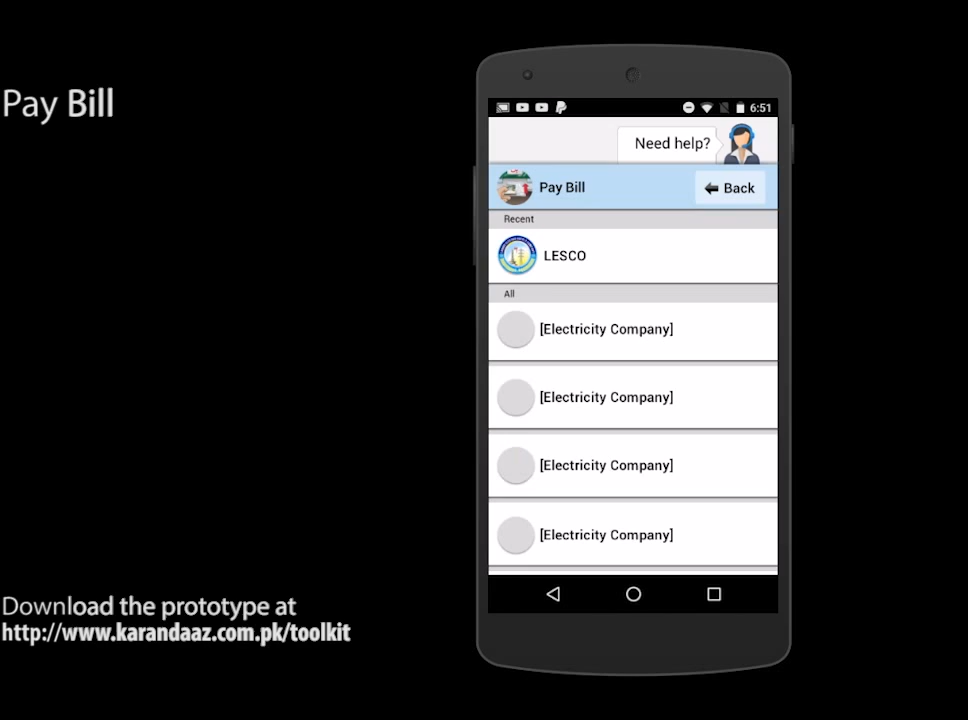 Pay Bill
6:51
Need help?
Pay Bill
Back
Recent
LESCO
All
[Electricity Company]
[Electricity Company]
[Electricity Company]
[Electricity Company]
Download the prototype at
http://www.karandaaz.com.pk/toolkit